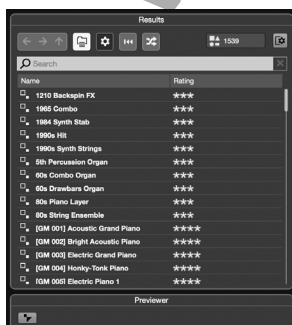 Results
1539
Search
Name Rating
1210 Backspin FX ***
1965 Combo ***
1984 Synth Stab ***
1990s Hit ***
1990s Synth Strings ***
5th Percussion Organ ***
60s Combo Organ ***
60s Drawbars Organ ***
80s Piano Layer ***
80s String Ensemble ***
[GM 001] Acoustic Grand Piano ****
[GM 002] Bright Acoustic Piano ****
[GM 003] Electric Grand Piano ****
[GM 004] Honky-Tonk Piano ****
[GM 005] Electric Piano 1 ****
Previewer